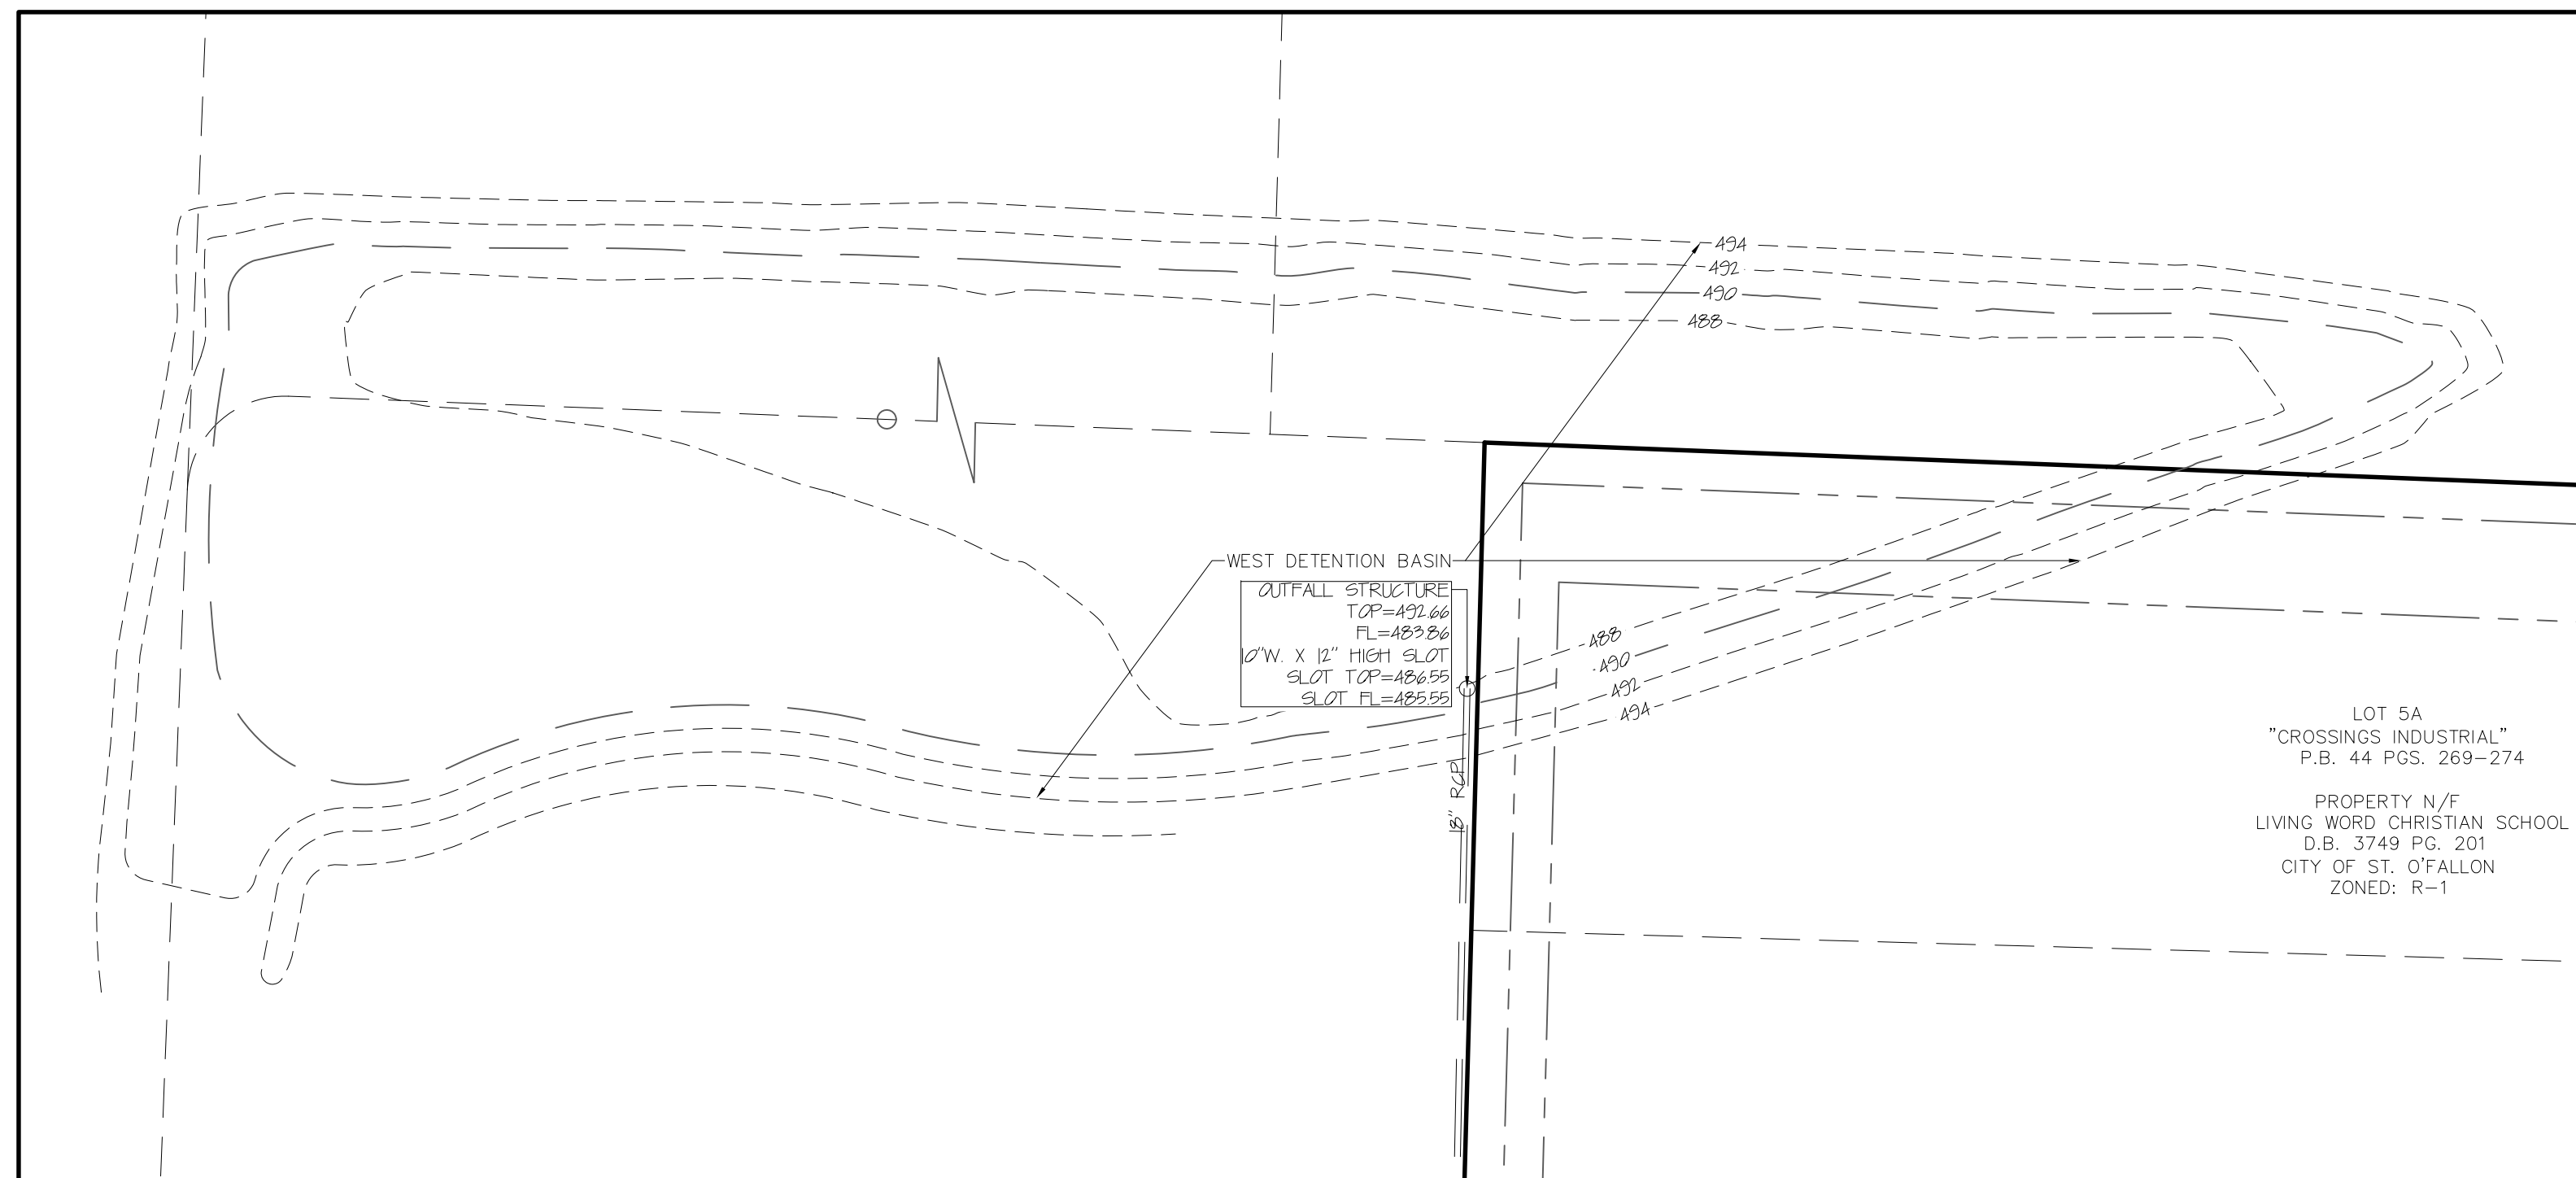 494
492
490
488
WEST DETENTION BASIN
OUTFALL STRUCTURE
TOP=492.66
FL=483.86
10"W. X 12" HIGH SLOT
SLOT TOP=486.55
SLOT FL=485.55
488
490
492
494
18" RCP
LOT 5A
"CROSSINGS INDUSTRIAL"
P.B. 44 PGS. 269-274
PROPERTY N/F
LIVING WORD CHRISTIAN SCHOOL
D.B. 3749 PG. 201
CITY OF ST. O'FALLON
ZONED: R-1